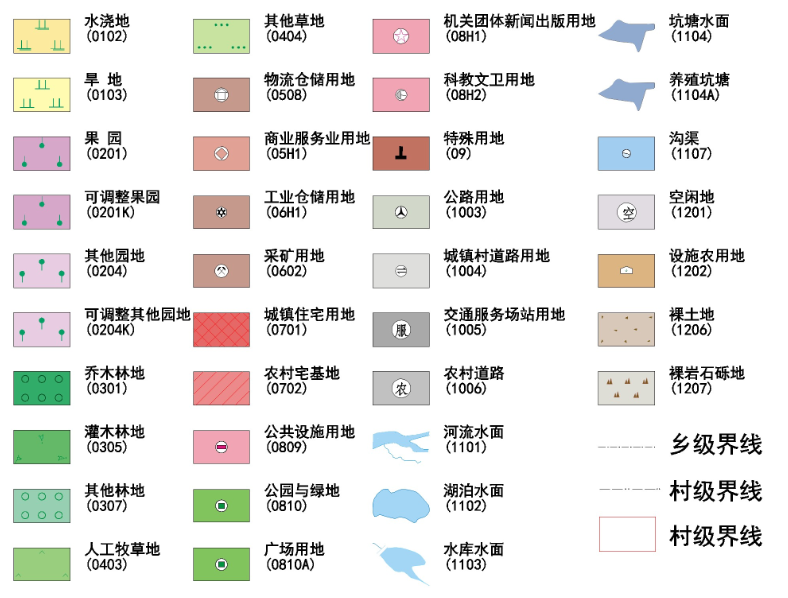 水浇地
(0102)
旱 地
(0103)
果 园
(0201)
可调整果园
(0201K)
其他园地
(0204)
可调整其他园地
(0204K)
乔木林地
(0301)
灌木林地
(0305)
其他林地
(0307)
人工牧草地
(0403)
其他草地
(0404)
物流仓储用地
(0508)
商业服务业用地
(05H1)
工业仓储用地
(06H1)
采矿用地
(0602)
城镇住宅用地
(0701)
农村宅基地
(0702)
公共设施用地
(0809)
公园与绿地
(0810)
广场用地
(0810A)
机关团体新闻出版用地
(08H1)
科教文卫用地
(08H2)
特殊用地
(09)
公路用地
(1003)
城镇村道路用地
(1004)
服
交通服务场站用地
(1005)
农
农村道路
(1006)
河流水面
(1101)
湖泊水面
(1102)
水库水面
(1103)
坑塘水面
(1104)
养殖坑塘
(1104A)
沟渠
(1107)
空
空闲地
(1201)
设施农用地
(1202)
裸土地
(1206)
裸岩石砾地
(1207)
乡级界线
村级界线
村级界线